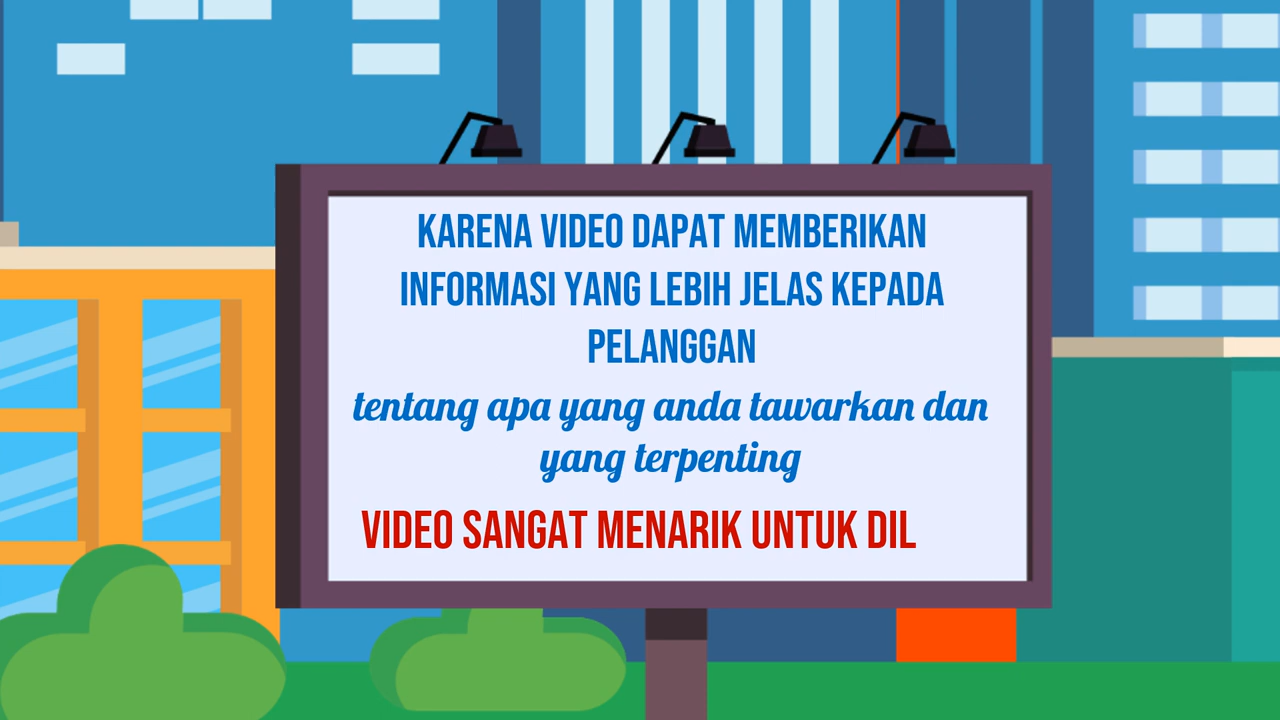 KARENA VIDEO DAPAT MEMBERIKAN
INFORMASI YANG LEBIH JELAS KEPADA
PELANGGAN
tentang apa yang anda tawarkan dan
yang terpenting
VIDEO SANGAT MENARIK UNTUK DIL